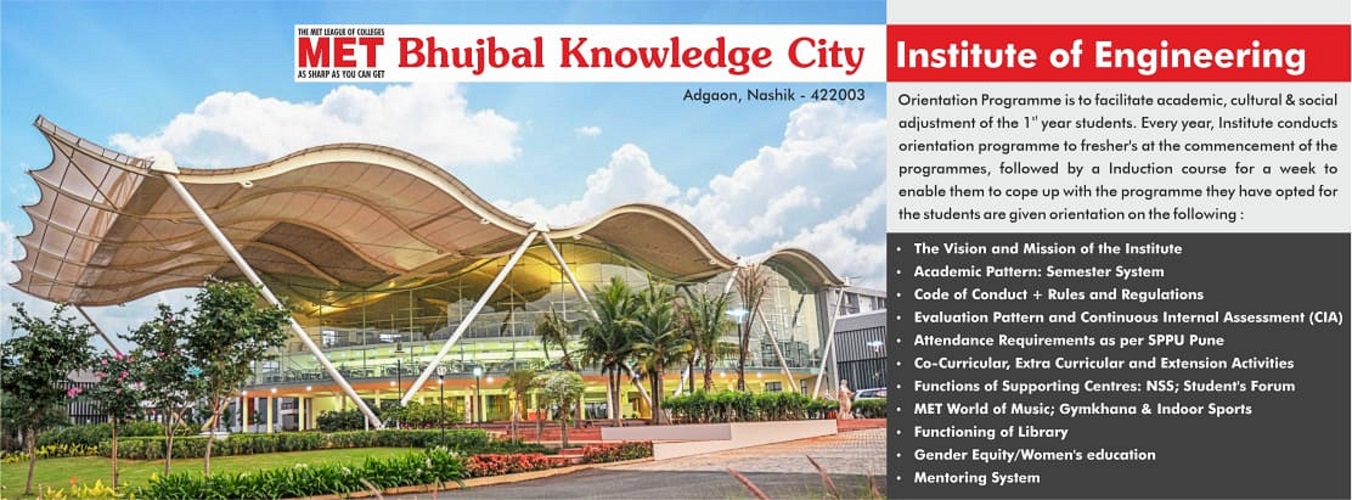 THE MET LEAGUE OF COLLEGES
MET
AS SHARP AS YOU CAN GET
Bhujbal Knowledge City
Adgaon, Nashik - 422003
Institute of Engineering
Orientation Programme is to facilitate academic, cultural & social
adjustment of the 1st year students. Every year, Institute conducts
orientation programme to fresher's at the commencement of the
programmes, followed by a Induction course for a week to
enable them to cope up with the programme they have opted for
the students are given orientation on the following :
• The Vision and Mission of the Institute
• Academic Pattern: Semester System
• Code of Conduct + Rules and Regulations
• Evaluation Pattern and Continuous Internal Assessment (CIA)
• Attendance Requirements as per SPPU Pune
• Co-Curricular, Extra Curricular and Extension Activities
• Functions of Supporting Centres: NSS; Student's Forum
• MET World of Music; Gymkhana & Indoor Sports
• Functioning of Library
• Gender Equity/Women's education
• Mentoring System